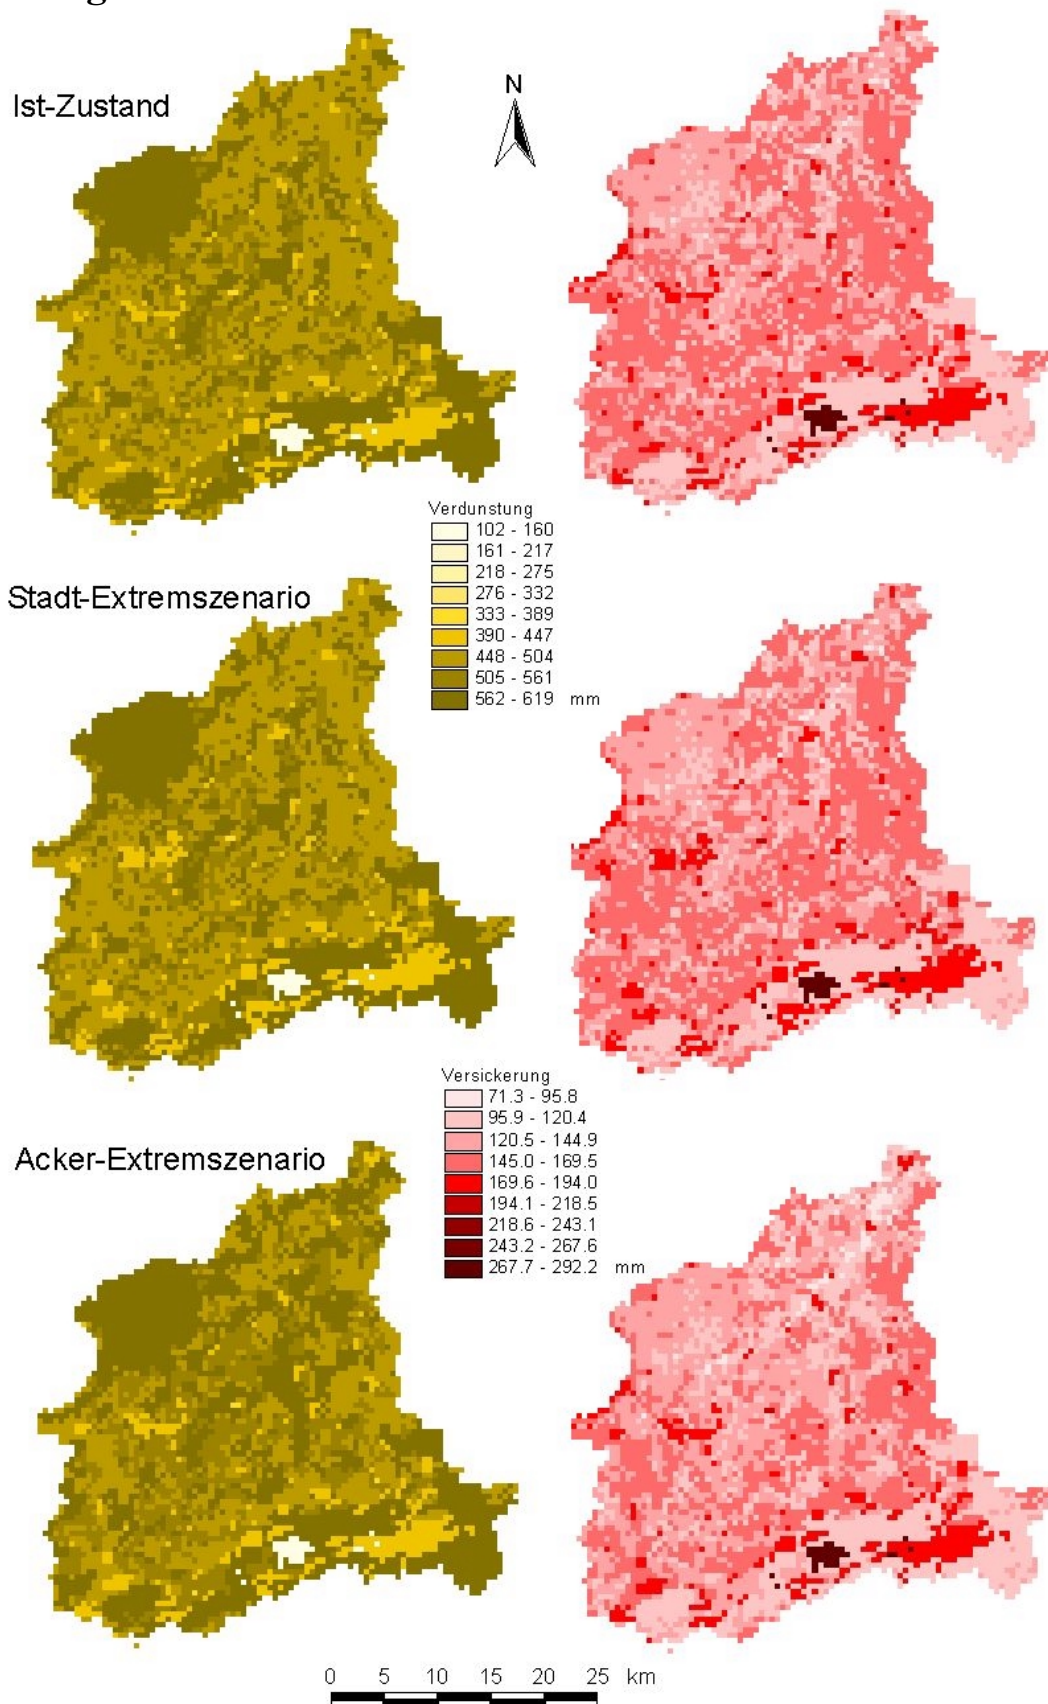 Ist-Zustand
N
Verdunstung
102 - 160
161 - 217
218 - 275
276 - 332
333 - 389
390 - 447
448 - 504
505 - 561
562 - 619 mm
Stadt-Extremszenario
Versickerung
71.3 - 95.8
95.9 - 120.4
120.5 - 144.9
145.0 - 169.5
169.6 - 194.0
194.1 - 218.5
218.6 - 243.1
243.2 - 267.6
267.7 - 292.2 mm
Acker-Extremszenario
0 5 10 15 20 25 km